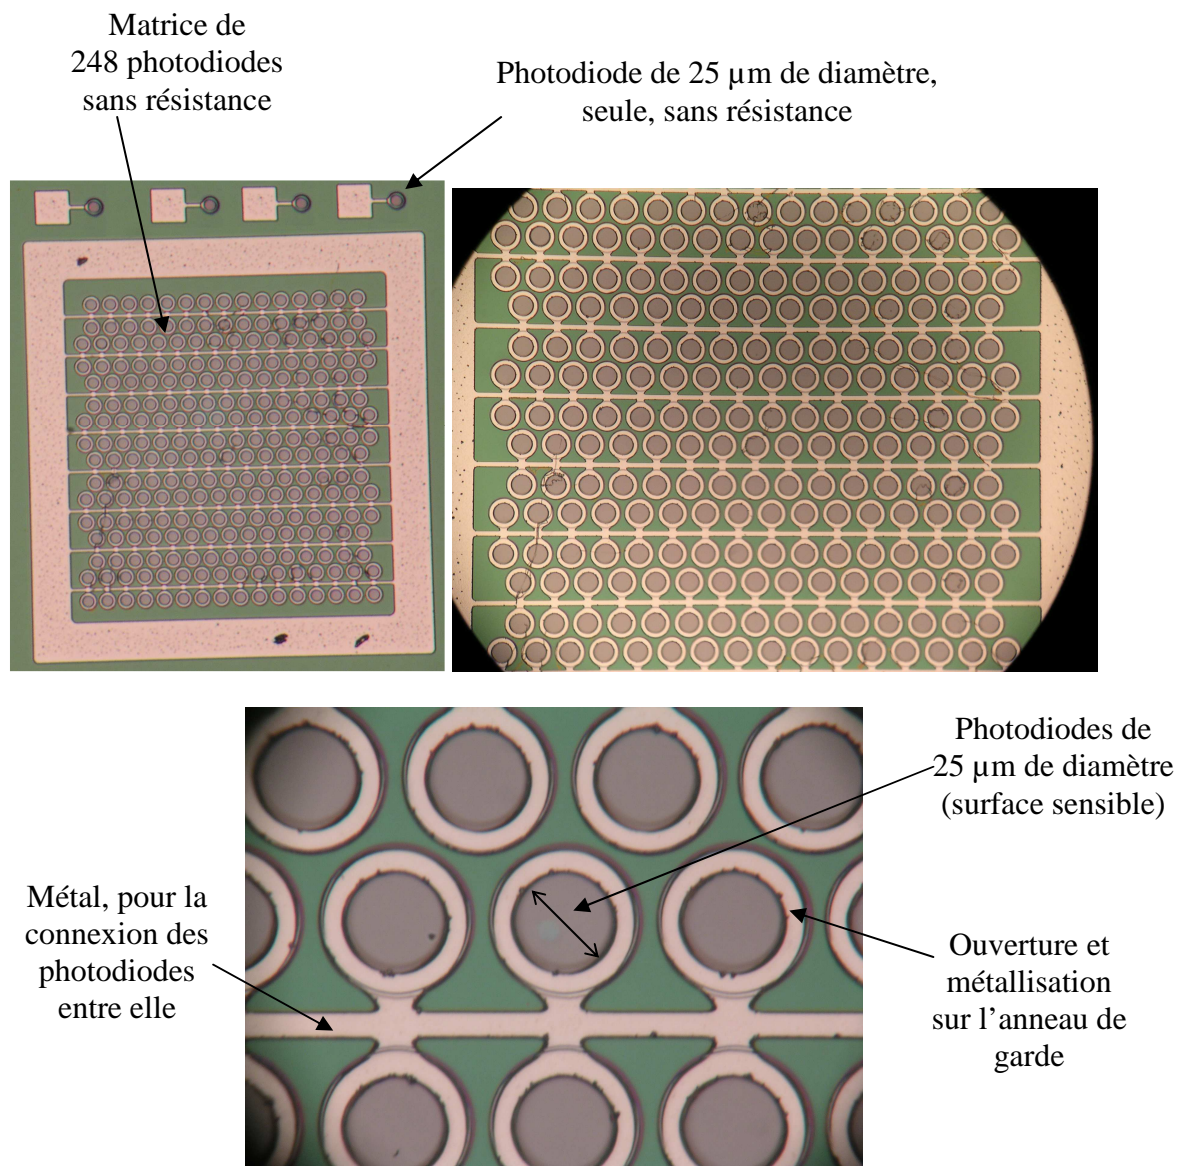 Matrice de
248 photodiodes
sans résistance
Photodiode de 25 µm de diamètre,
seule, sans résistance
Photodiodes de
25 µm de diamètre
(surface sensible)
Métal, pour la
connexion des
photodiodes
entre elle
Ouverture et
métallisation
sur l’anneau de
garde